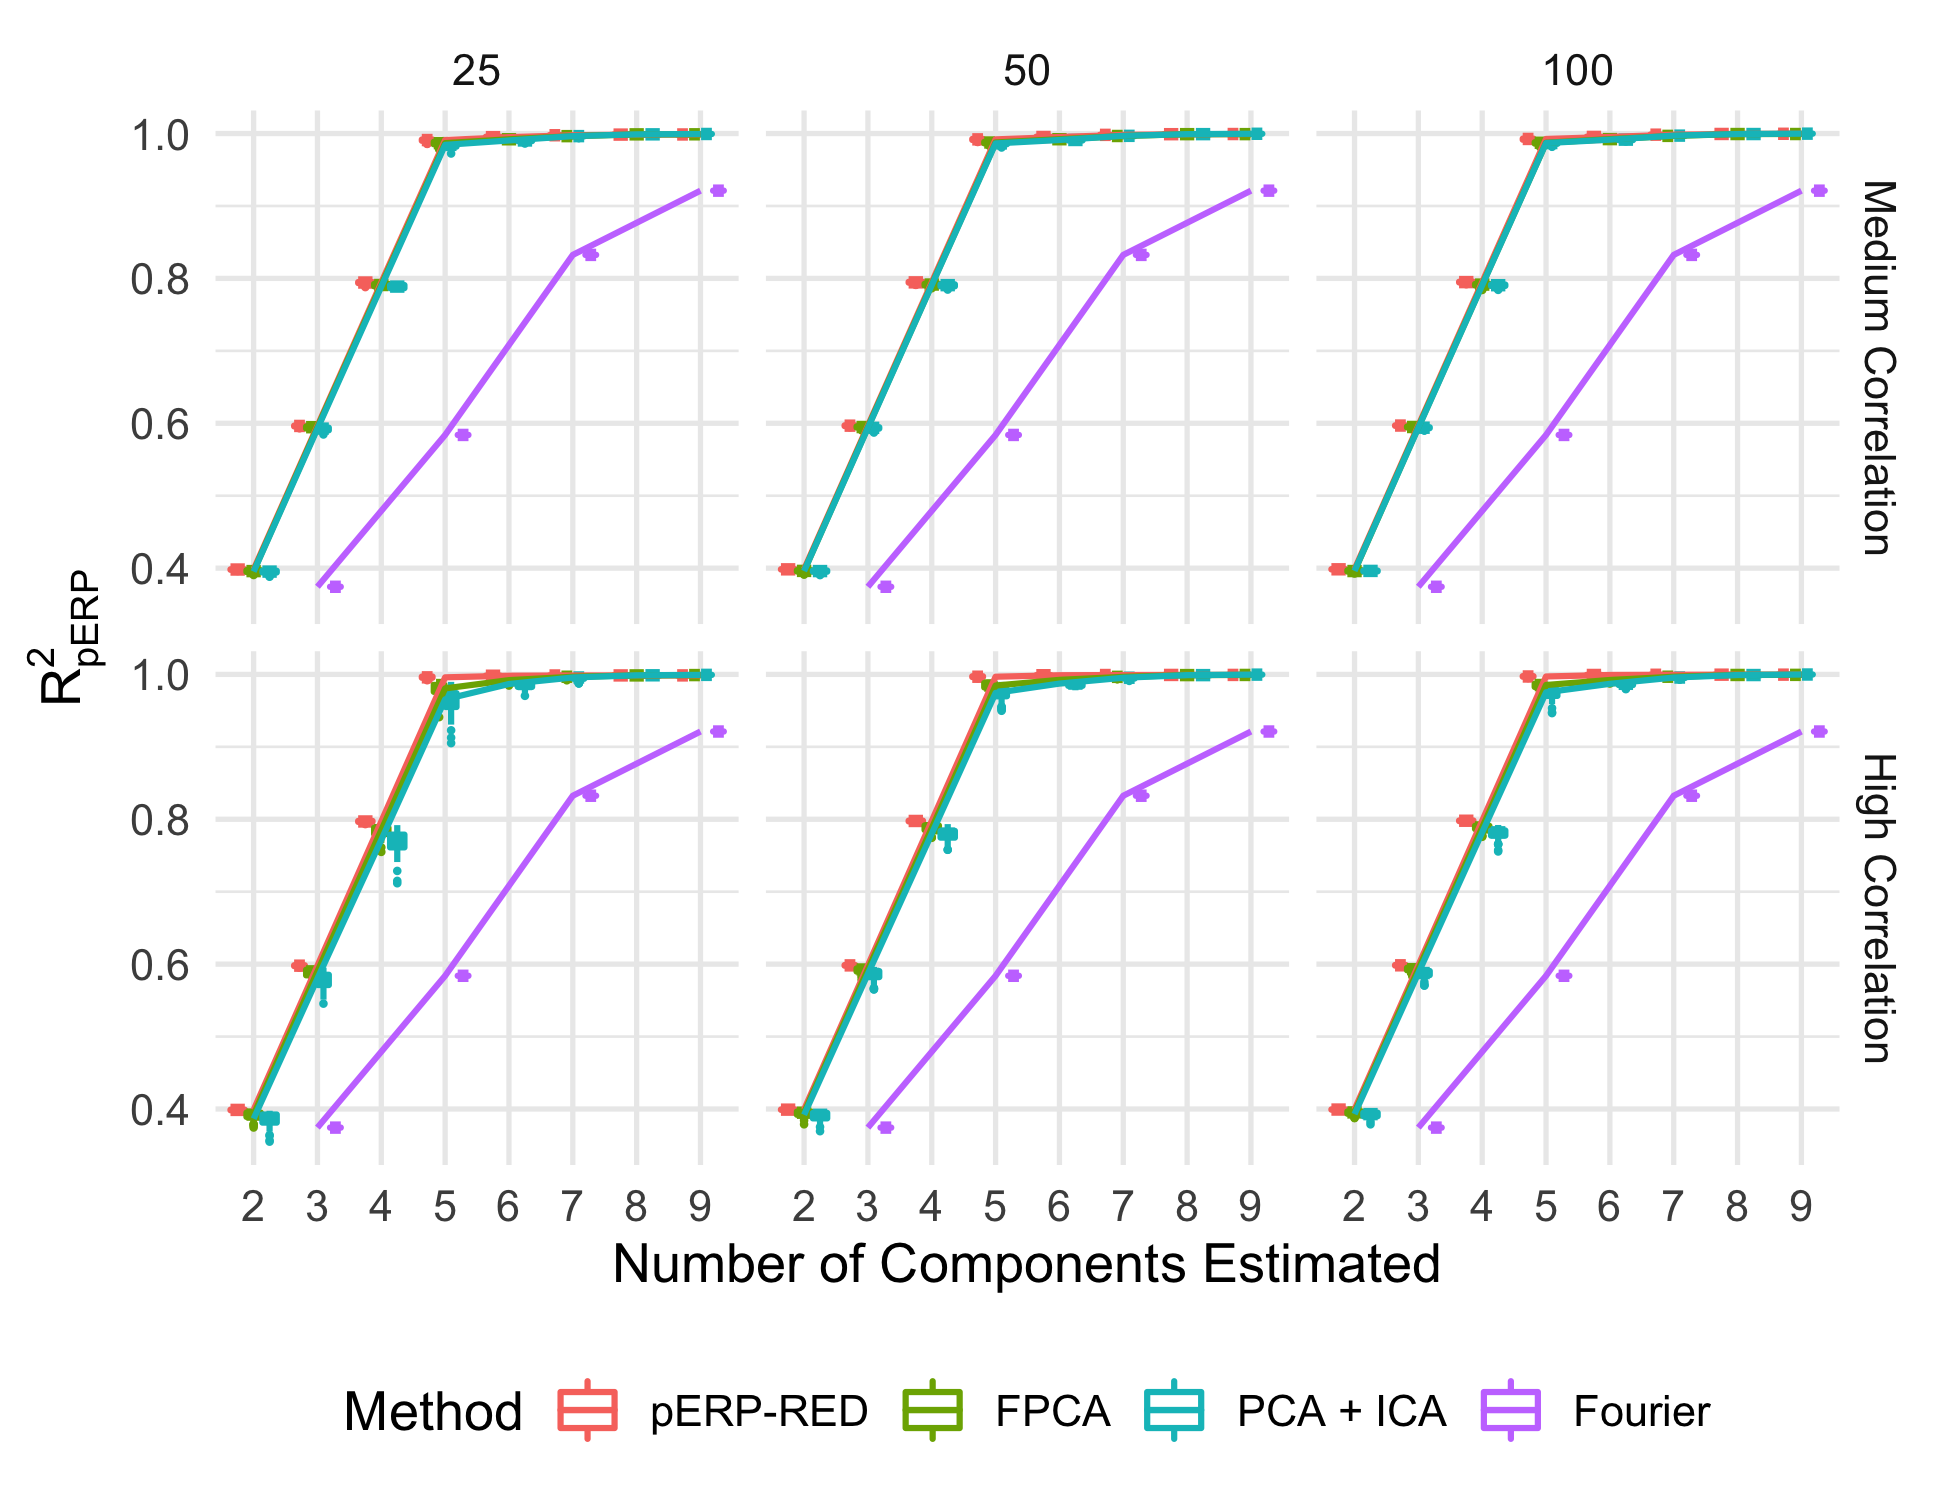 25 50 100
1.0
0.8
0.6
0.4
Medium Correlation
R²pERP
1.0
0.8
0.6
0.4
High Correlation
2 3 4 5 6 7 8 9 2 3 4 5 6 7 8 9 2 3 4 5 6 7 8 9
Number of Components Estimated
Method pERP-RED FPCA PCA + ICA Fourier